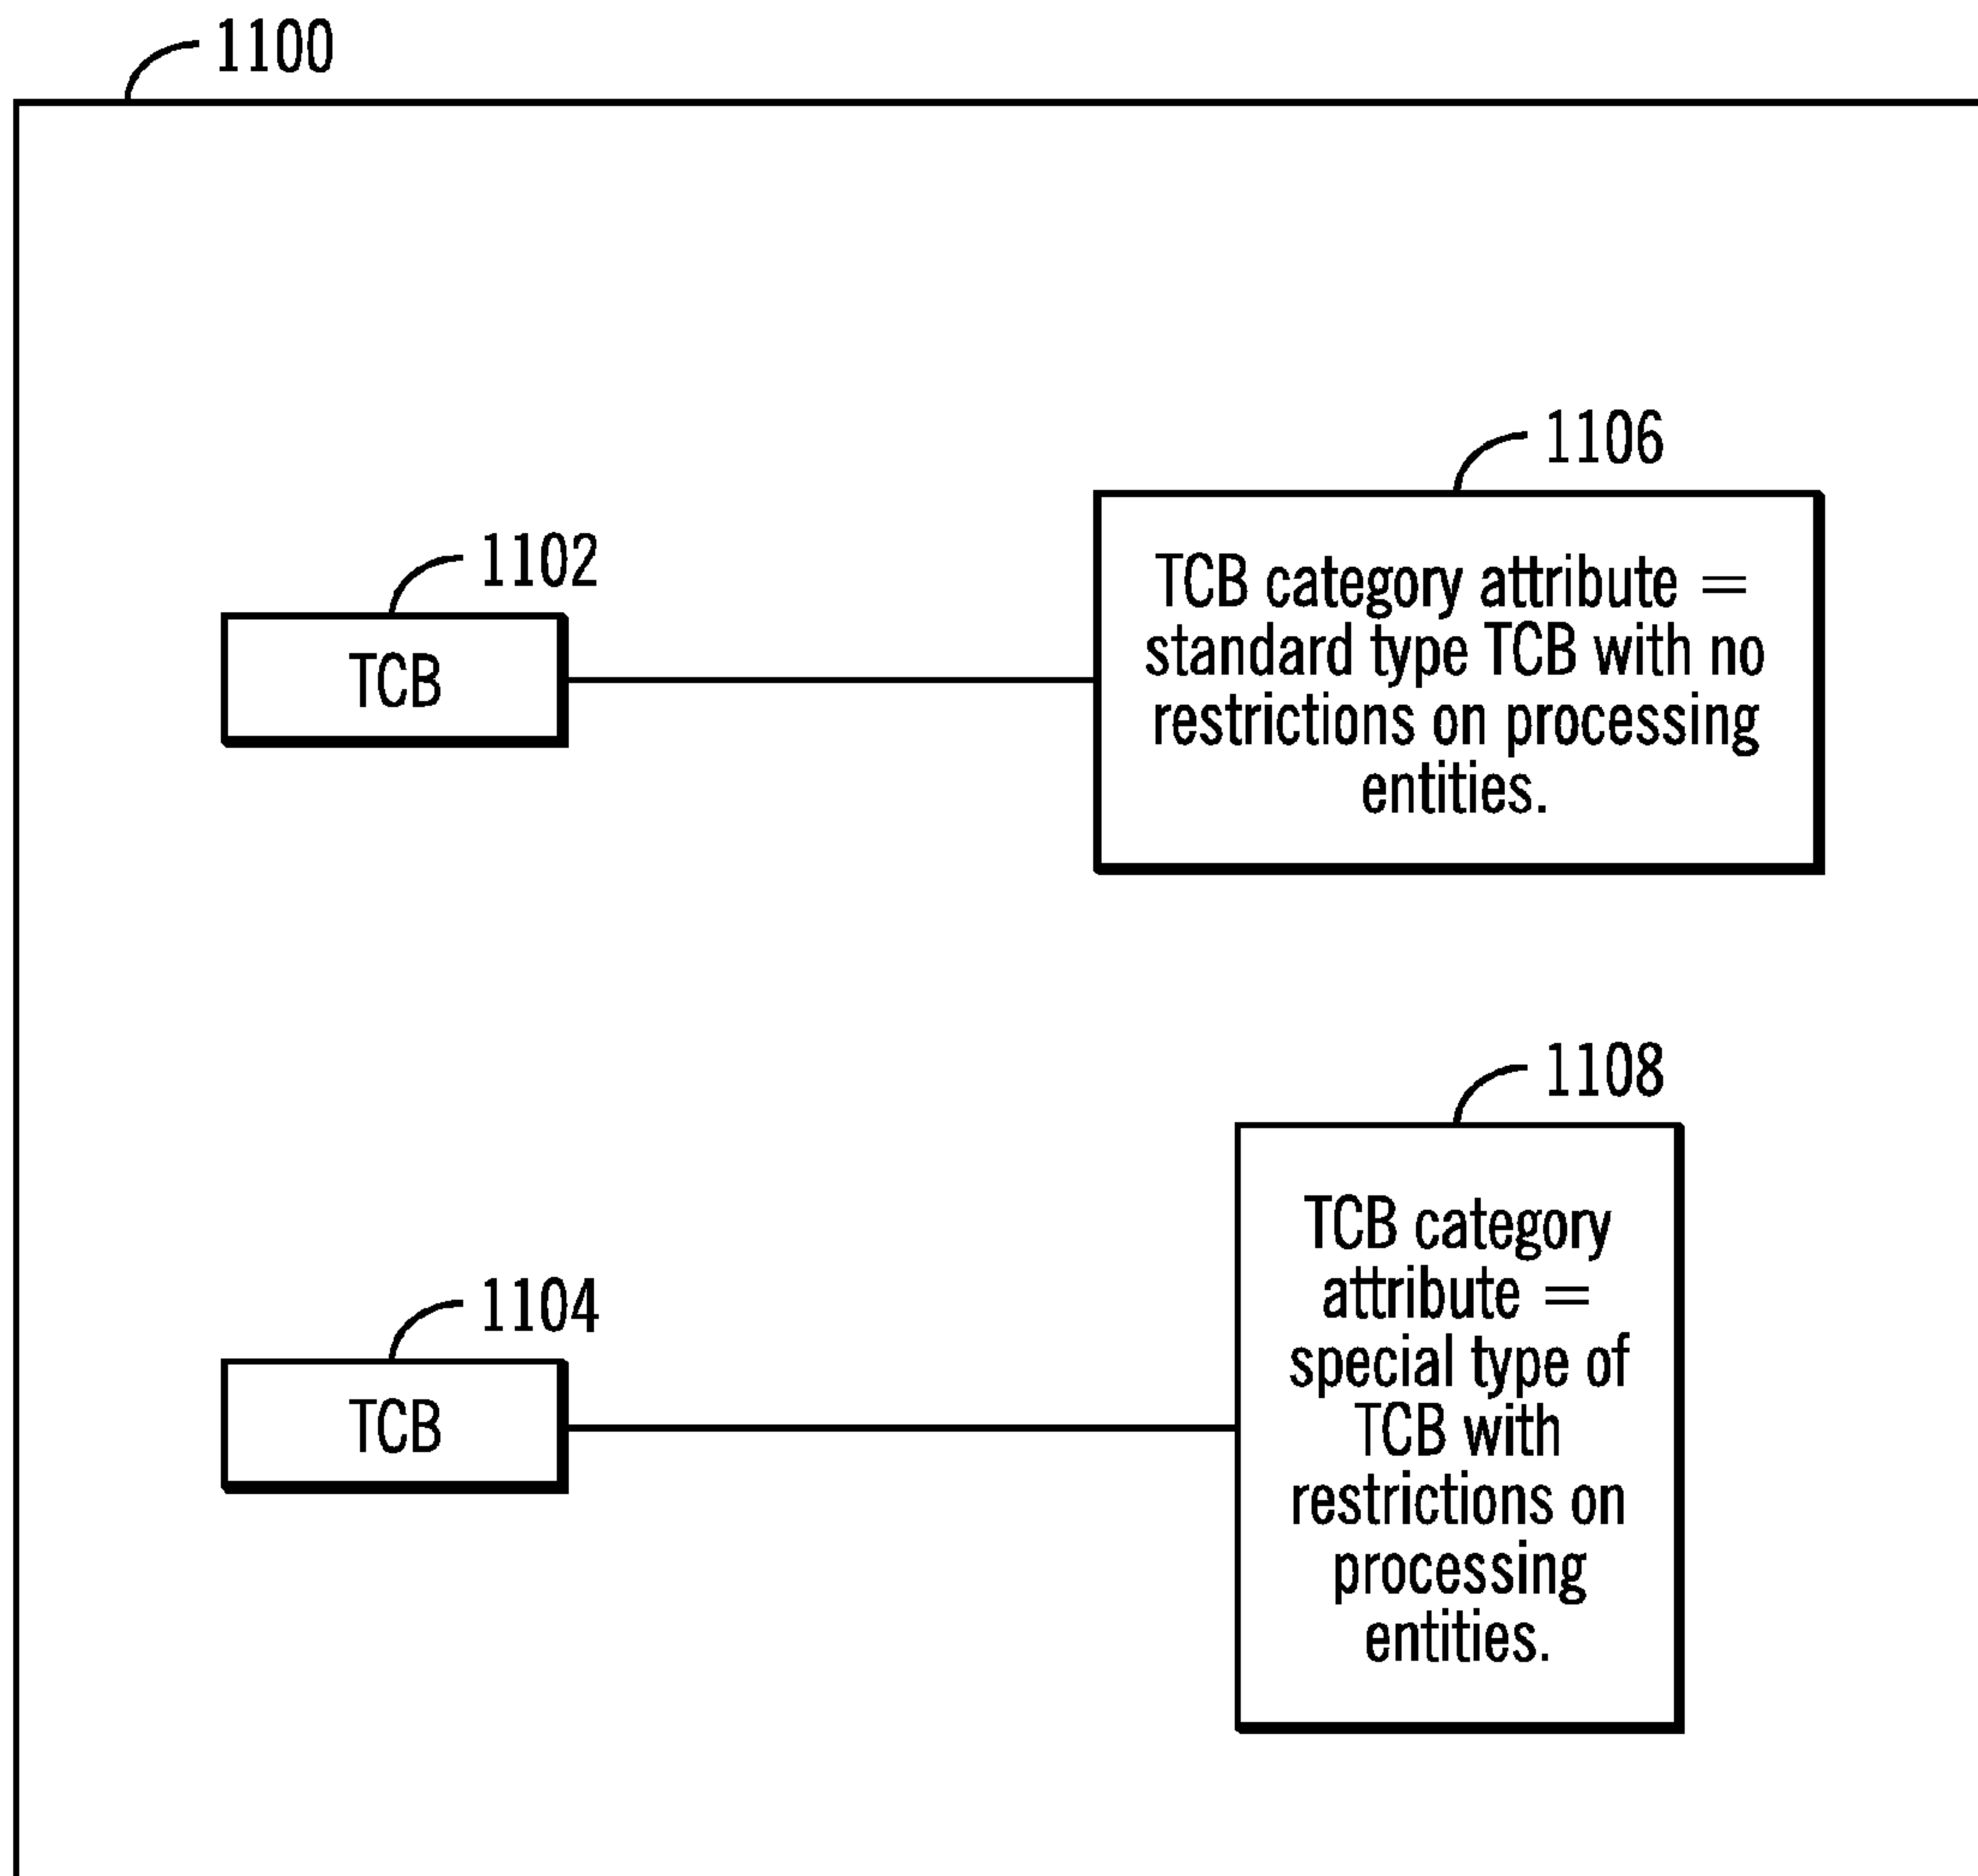 1100
1106
1102
TCB category attribute =
standard type TCB with no
restrictions on processing
entities.
TCB
1108
1104
TCB category
attribute =
special type of
TCB with
restrictions on
processing
entities.
TCB